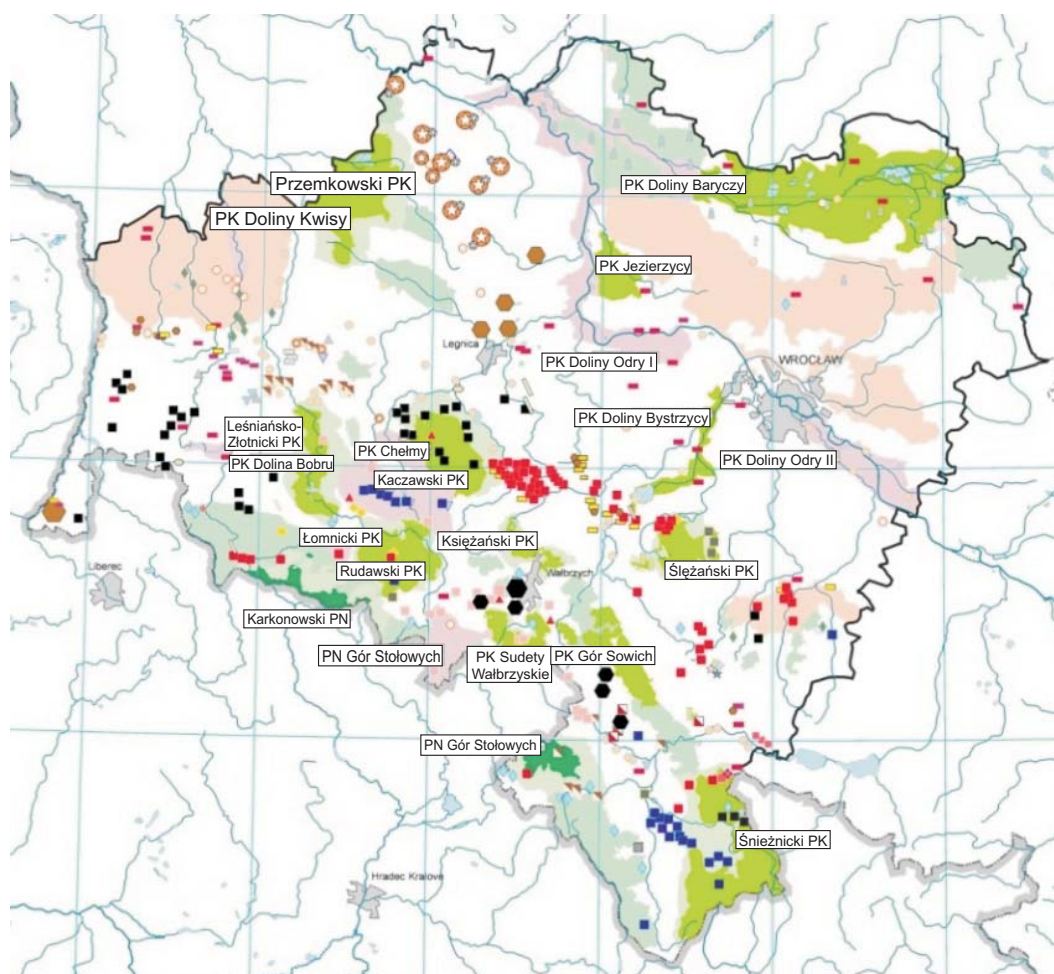 Przemkowski PK
PK Doliny Baryczy
PK Doliny Kwisy
PK Jezierzycy
Legnica
PK Doliny Odry I
WROCŁAW
PK Doliny Bystrzycy
Leśniańsko-
Złotnicki PK
PK Chełmy
PK Dolina Bobru
PK Doliny Odry II
Kaczawski PK
Łomnicki PK
Księżański PK
Rudawski PK
Wałbrzych
Ślężański PK
Liberec
Karkonowski PN
PN Gór Stołowych
PK Sudety
Wałbrzyskie
PK Gór Sowich
PN Gór Stołowych
Śnieżnicki PK
Hradec Kralove